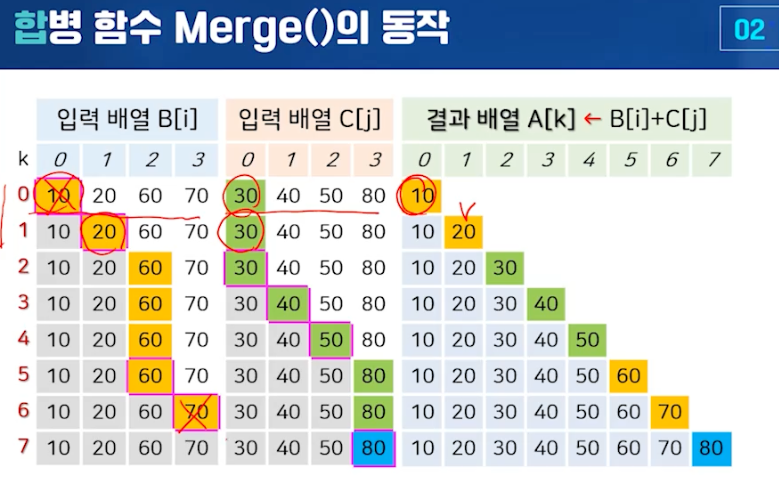 합병 함수 Merge()의 동작
02
입력 배열 B[i] 입력 배열 C[j] 결과 배열 A[k] ← B[i]+C[j]
k 0 1 2 3 0 1 2 3 0 1 2 3 4 5 6 7
0 10 20 60 70 30 40 50 80 10
1 10 20 60 70 30 40 50 80 10 20
2 10 20 60 70 30 40 50 80 10 20 30
3 10 20 60 70 30 40 50 80 10 20 30 40
4 10 20 60 70 30 40 50 80 10 20 30 40 50
5 10 20 60 70 30 40 50 80 10 20 30 40 50 60
6 10 20 60 70 30 40 50 80 10 20 30 40 50 60 70
7 10 20 60 70 30 40 50 80 10 20 30 40 50 60 70 80